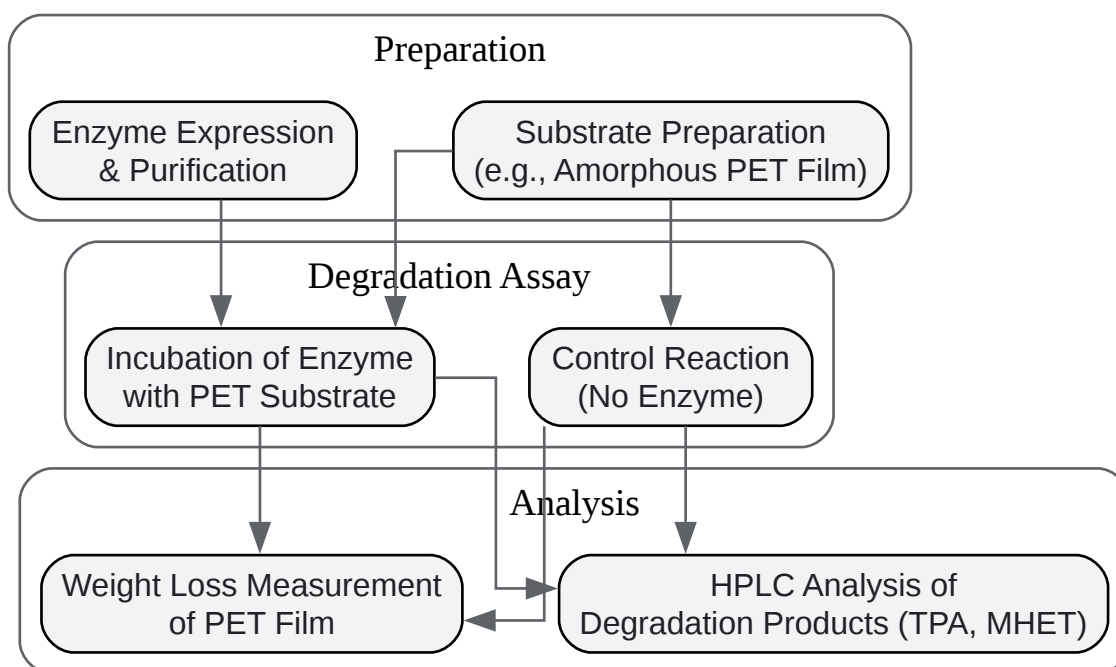 Preparation
Enzyme Expression
& Purification
Substrate Preparation
(e.g., Amorphous PET Film)
Degradation Assay
Incubation of Enzyme
with PET Substrate
Control Reaction
(No Enzyme)
Analysis
Weight Loss Measurement
of PET Film
HPLC Analysis of
Degradation Products (TPA, MHET)